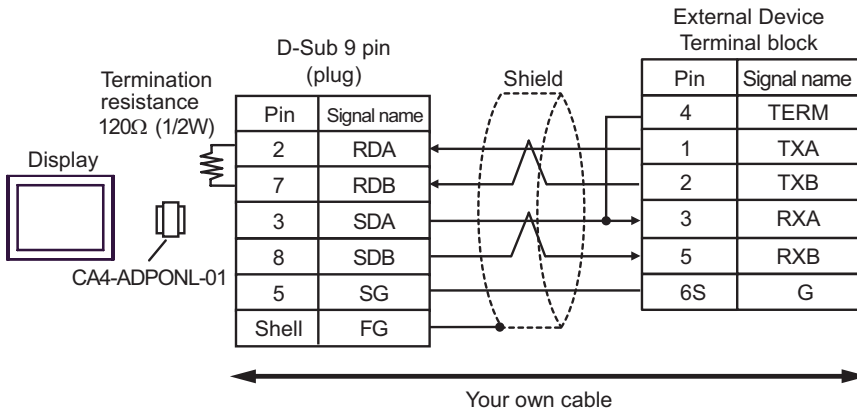 External Device
Terminal block
D-Sub 9 pin
(plug)
Shield
Termination
resistance
120Ω (1/2W)
Display
CA4-ADPONL-01
Pin Signal name
2 RDA
7 RDB
3 SDA
8 SDB
5 SG
Shell FG
Pin Signal name
4 TERM
1 TXA
2 TXB
3 RXA
5 RXB
6S G
Your own cable